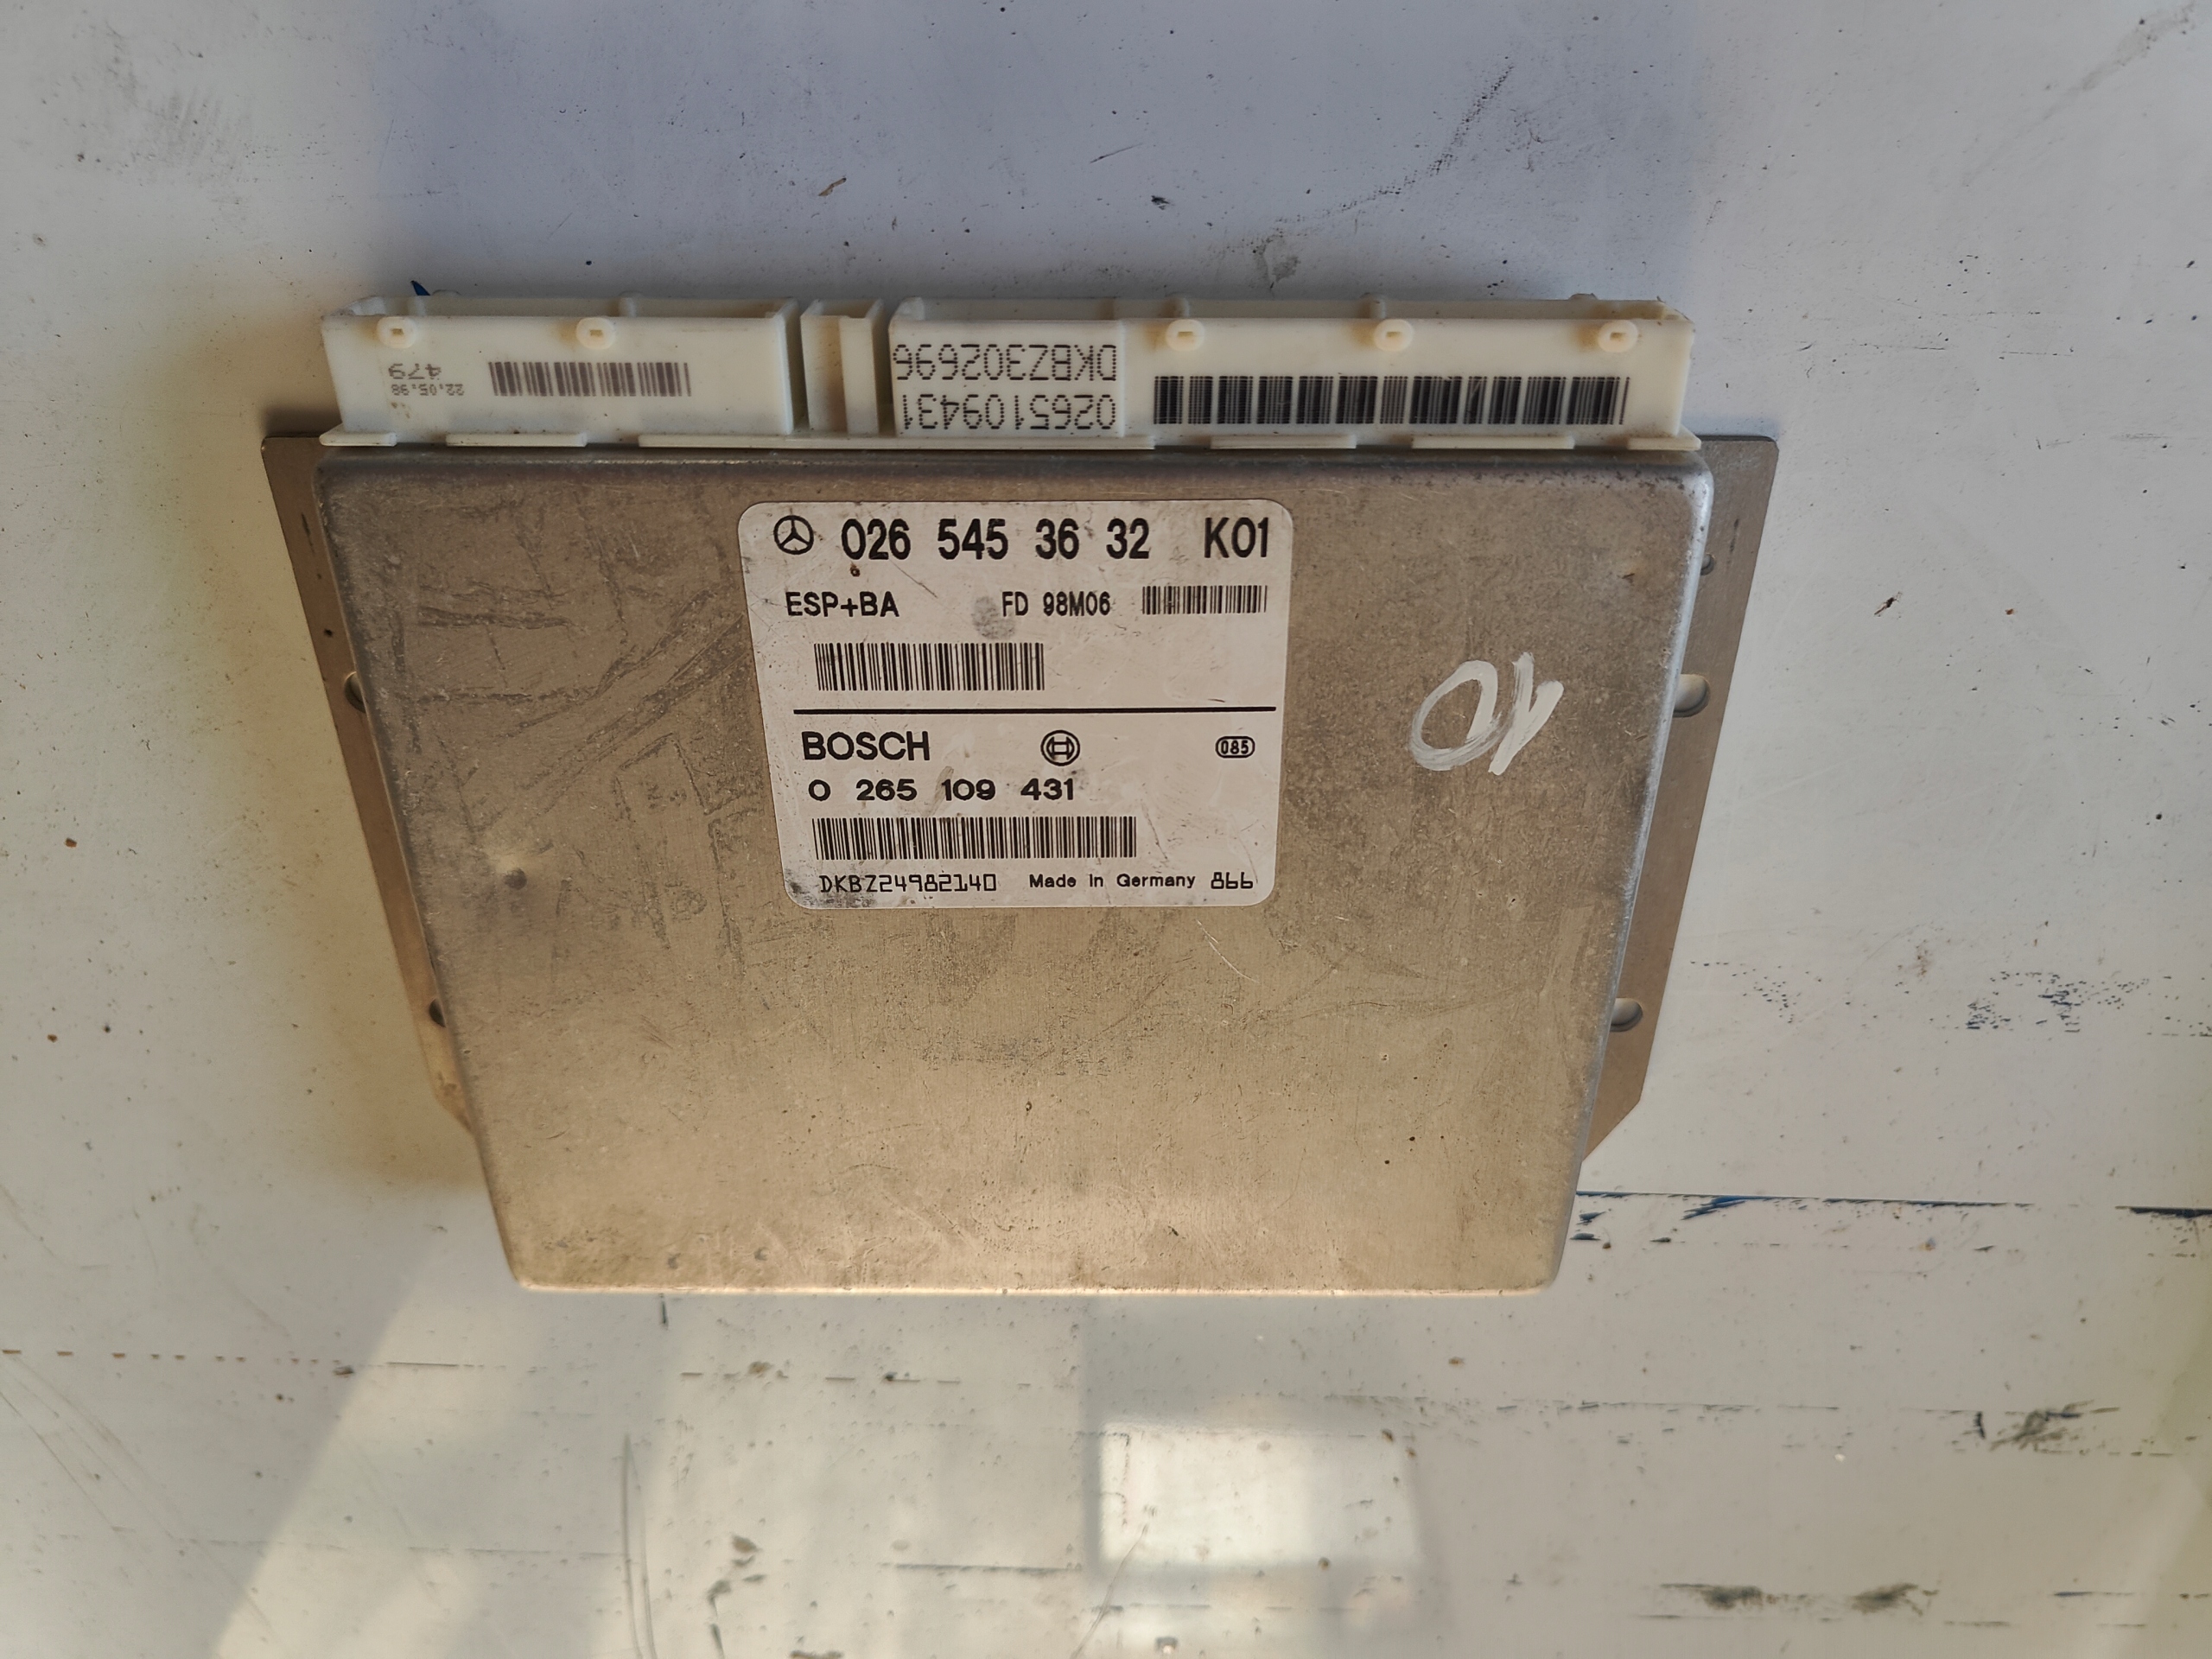 479
22.05.98
DKBZ302696
0265109431
026 545 36 32 K01
ESP+BA FD 98M06
BOSCH 085
0 265 109 431
DKBZ24982140 Made in Germany 866
10